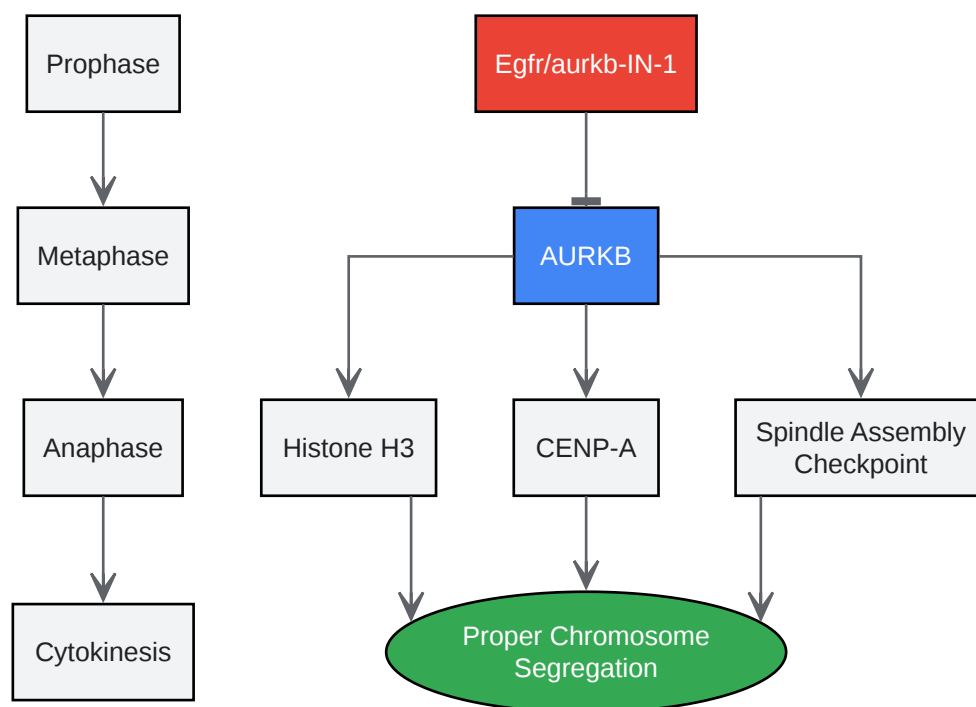 Prophase
Egfr/aurkb-IN-1
Metaphase
AURKB
Anaphase
Histone H3
CENP-A
Spindle Assembly
Checkpoint
Cytokinesis
Proper Chromosome
Segregation